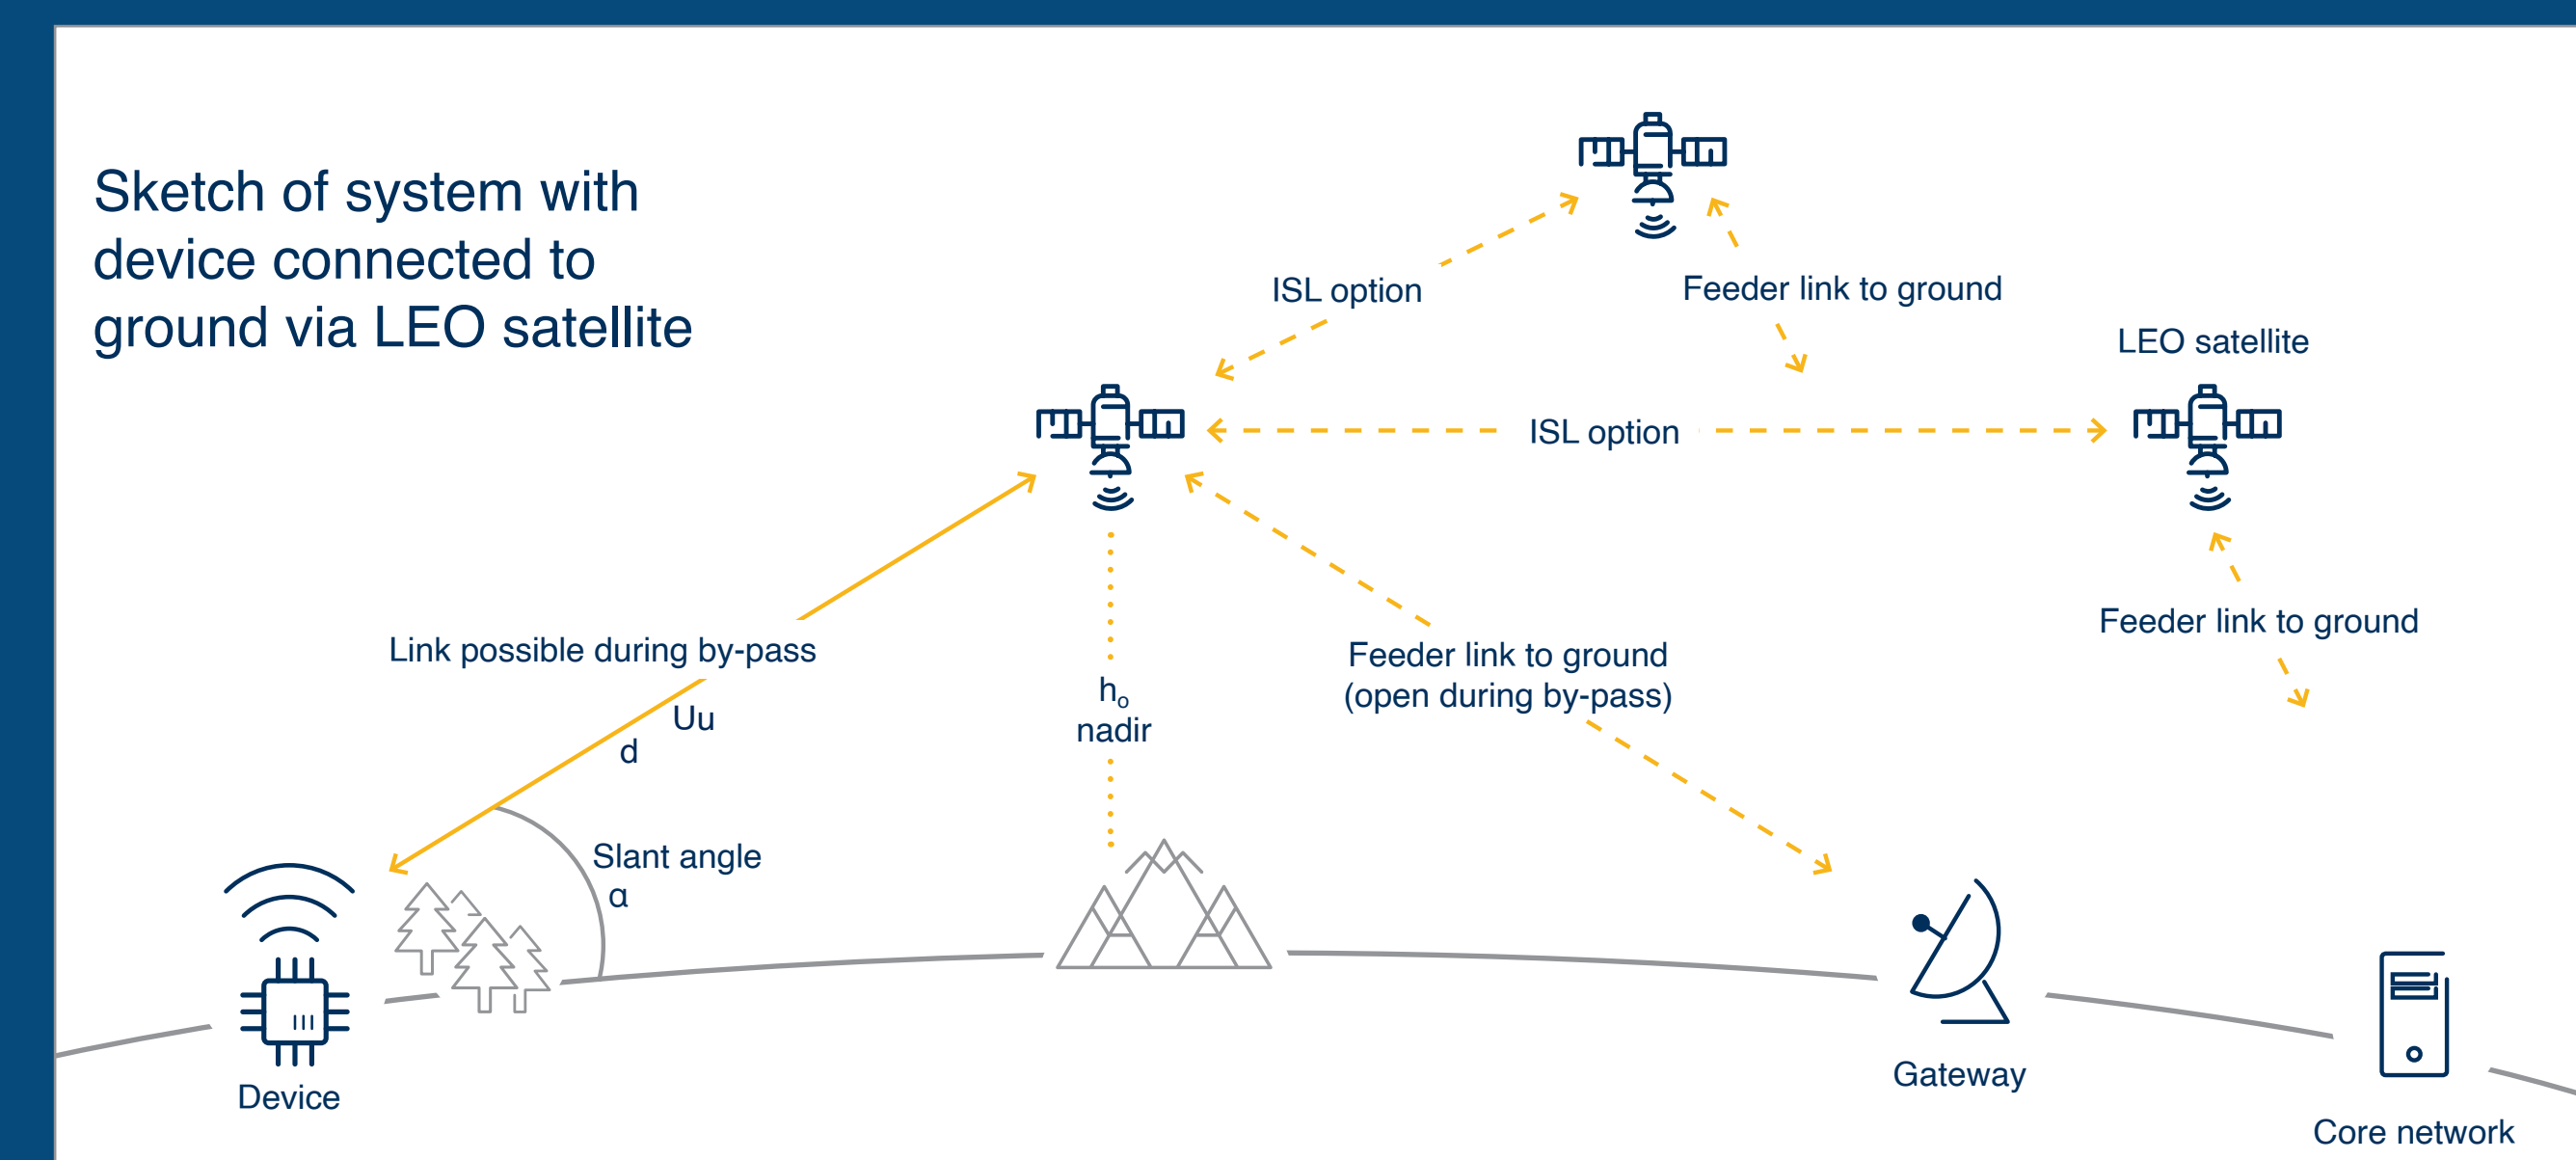 Sketch of system with
device connected to
ground via LEO satellite
ISL option
Feeder link to ground
LEO satellite
ISL option
Link possible during by-pass
Uu
d
h₀
nadir
Feeder link to ground
(open during by-pass)
Feeder link to ground
Slant angle
α
Device
Gateway
Core network